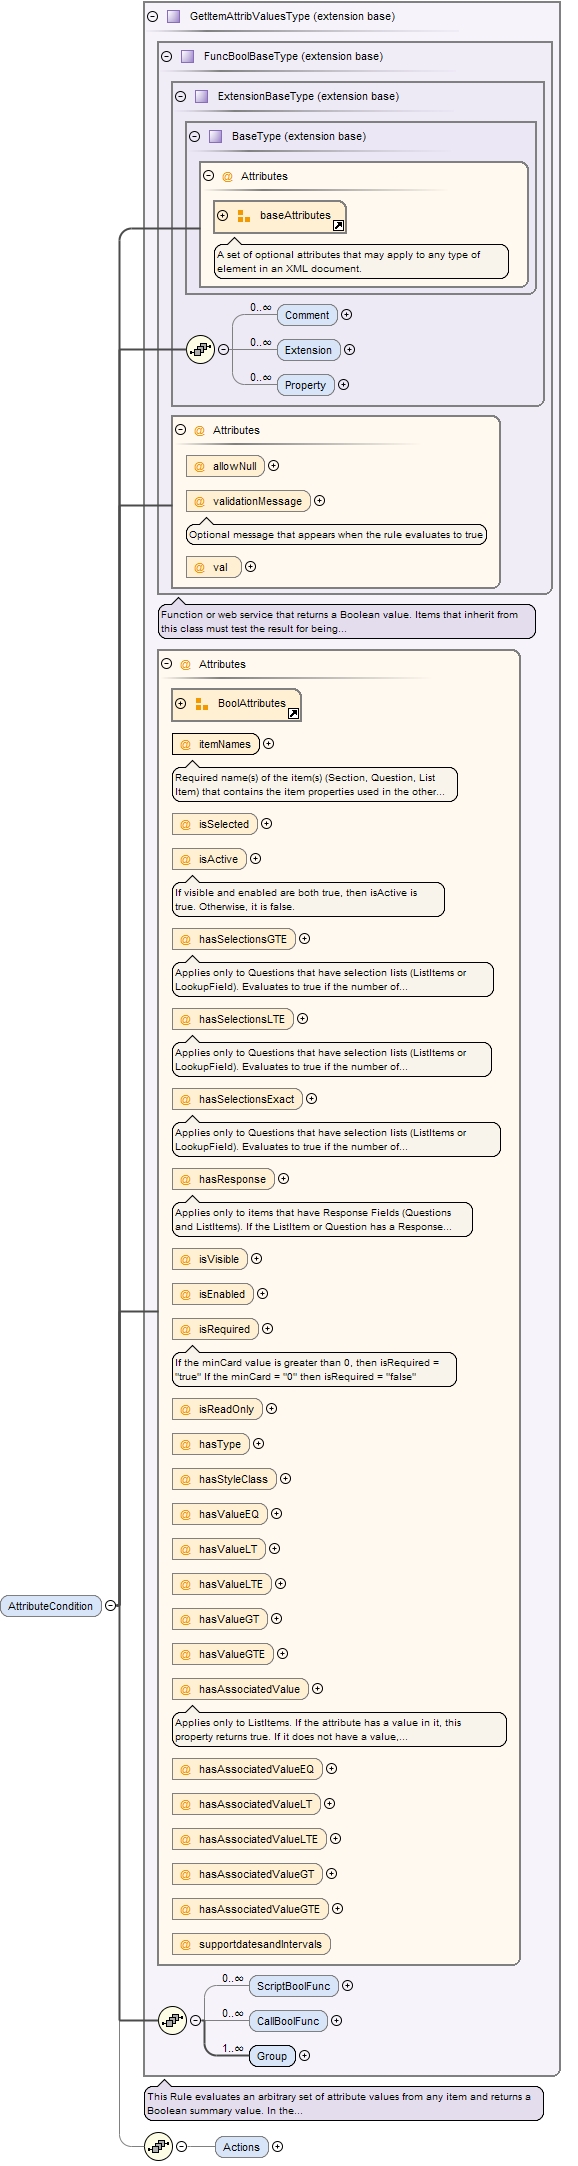 GetItemAttribValuesType (extension base)
FuncBoolBaseType (extension base)
ExtensionBaseType (extension base)
BaseType (extension base)
@ Attributes
baseAttributes
A set of optional attributes that may apply to any type of
element in an XML document.
0..∞
Comment
0..∞
Extension
0..∞
Property
@ Attributes
@ allowNull
@ validationMessage
Optional message that appears when the rule evaluates to true
@ val
Function or web service that returns a Boolean value. Items that inherit from
this class must test the result for being...
@ Attributes
BoolAttributes
@ itemNames
Required name(s) of the item(s) (Section, Question, List
Item) that contains the item properties used in the other...
@ isSelected
@ isActive
If visible and enabled are both true, then isActive is
true. Otherwise, it is false.
@ hasSelectionsGTE
Applies only to Questions that have selection lists (ListItems or
LookupField). Evaluates to true if the number of...
@ hasSelectionsLTE
Applies only to Questions that have selection lists (ListItems or
LookupField). Evaluates to true if the number of...
@ hasSelectionsExact
Applies only to Questions that have selection lists (ListItems or
LookupField). Evaluates to true if the number of...
@ hasResponse
Applies only to items that have Response Fields (Questions
and ListItems). If the ListItem or Question has a Response...
@ isVisible
@ isEnabled
@ isRequired
If the minCard value is greater than 0, then isRequired =
"true" If the minCard = "0" then isRequired = "false"
@ isReadOnly
@ hasType
@ hasStyleClass
@ hasValueEQ
@ hasValueLT
@ hasValueLTE
AttributeCondition
@ hasValueGT
@ hasValueGTE
@ hasAssociatedValue
Applies only to ListItems. If the attribute has a value in it, this
property returns true. If it does not have a value,...
@ hasAssociatedValueEQ
@ hasAssociatedValueLT
@ hasAssociatedValueLTE
@ hasAssociatedValueGT
@ hasAssociatedValueGTE
@ supportdatesandIntervals
0..∞
ScriptBoolFunc
0..∞
CallBoolFunc
1..∞
Group
This Rule evaluates an arbitrary set of attribute values from any item and returns a
Boolean summary value. In the...
Actions